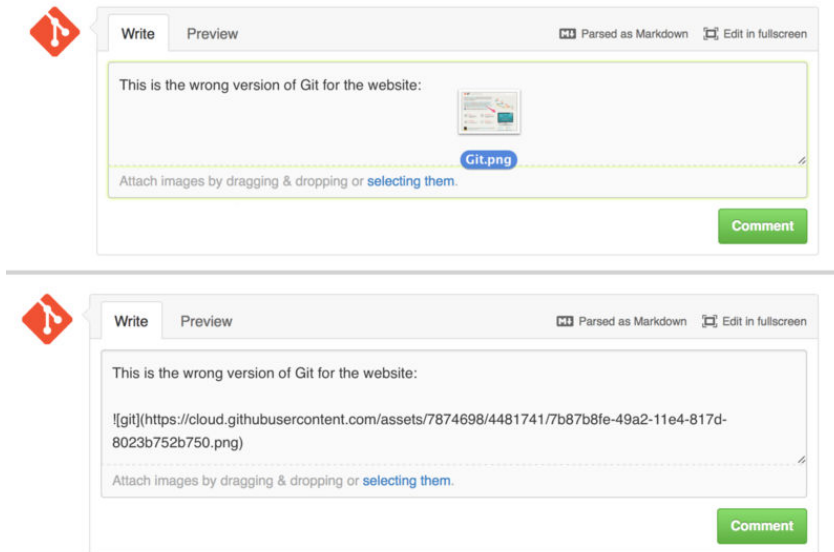 Write
Preview
Parsed as Markdown
Edit in fullscreen
This is the wrong version of Git for the website:
Git.png
Attach images by dragging & dropping or selecting them.
Comment
Write
Preview
Parsed as Markdown
Edit in fullscreen
This is the wrong version of Git for the website:
![git](https://cloud.githubusercontent.com/assets/7874698/4481741/7b87b8fe-49a2-11e4-817d-
8023b752b750.png)
Attach images by dragging & dropping or selecting them.
Comment